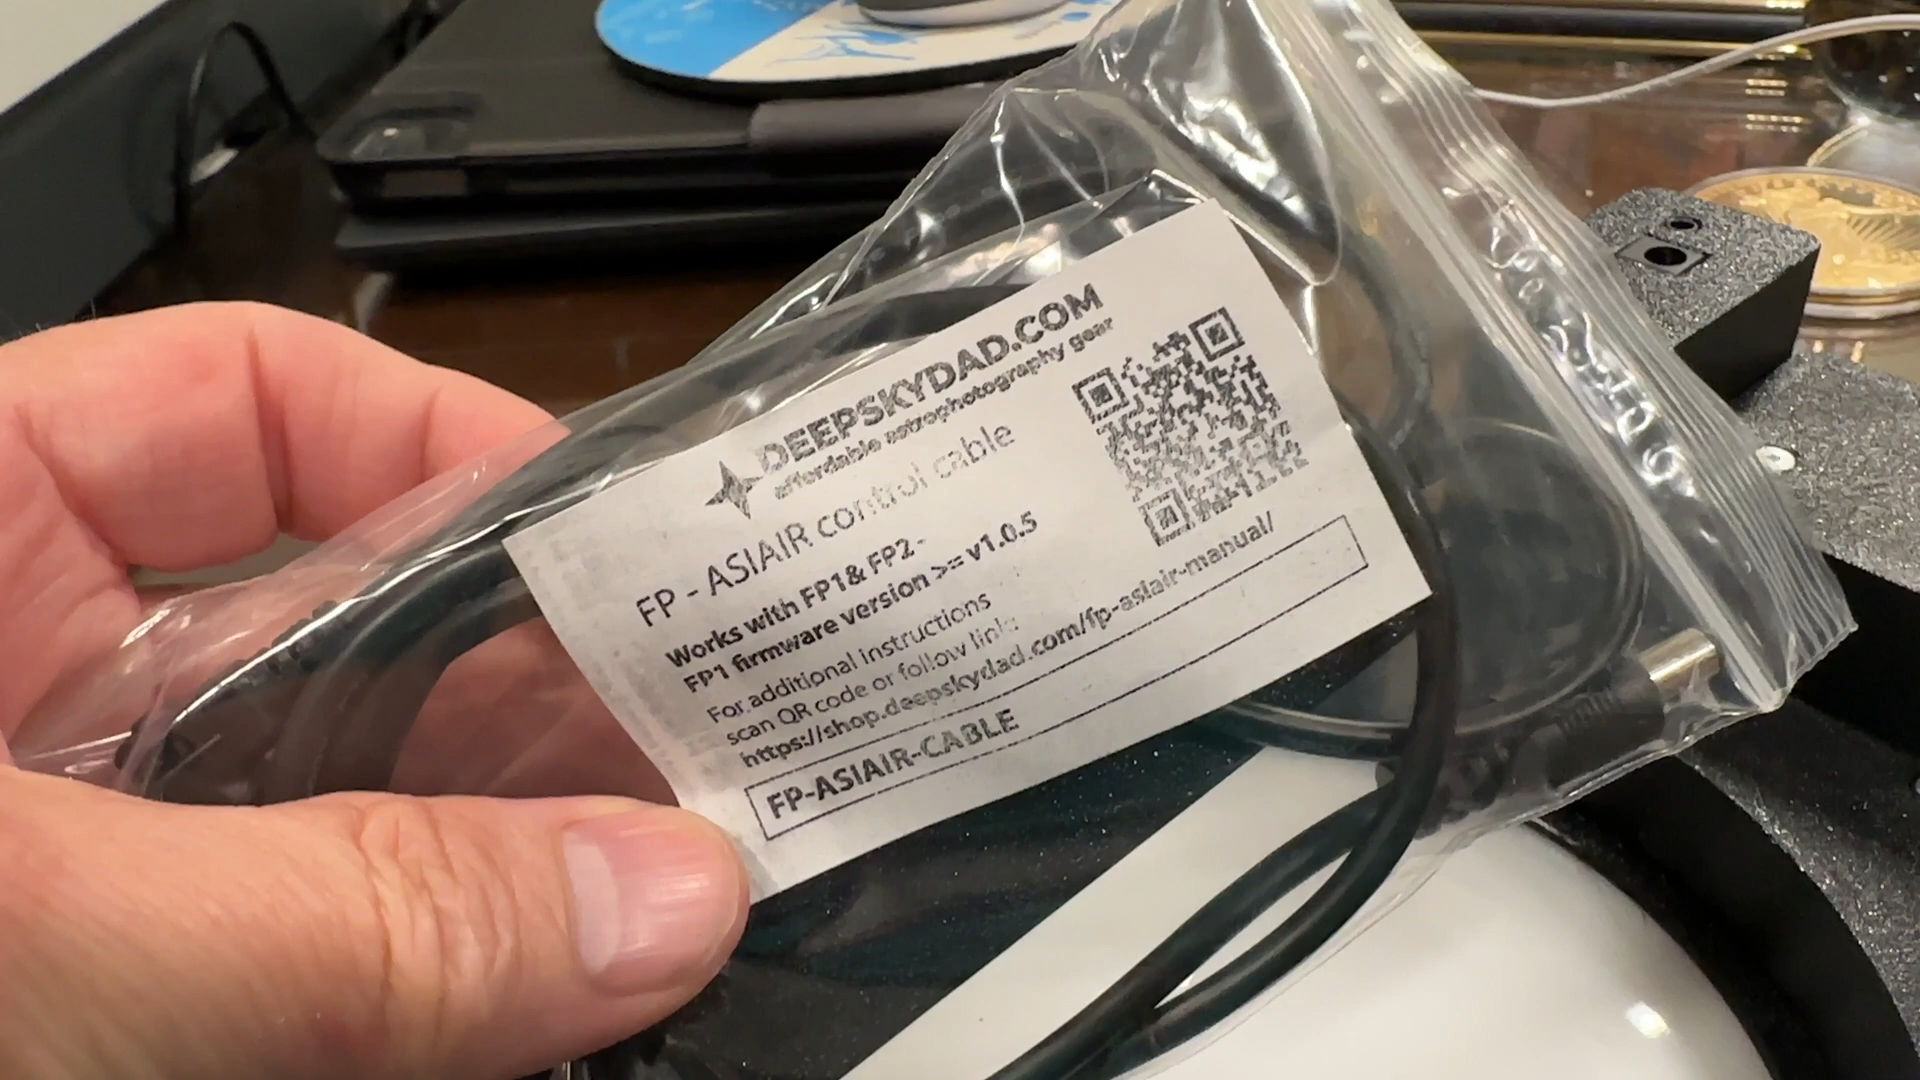 DEEPSKYDAD.COM
affordable astrophotography gear
FP - ASIAIR control cable
Works with FP1& FP2 -
FP1 firmware version >= v1.0.5
For additional instructions
scan QR code or follow link:
https://shop.deepskydad.com/fp-asiair-manual/
FP-ASIAIR-CABLE